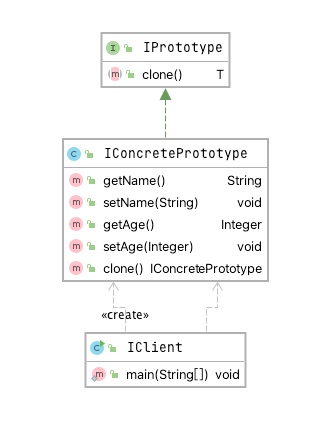 I IPrototype
m clone() T
C IConcretePrototype
m getName() String
m setName(String) void
m getAge() Integer
m setAge(Integer) void
m clone() IConcretePrototype
«create»
C IClient
m main(String[]) void